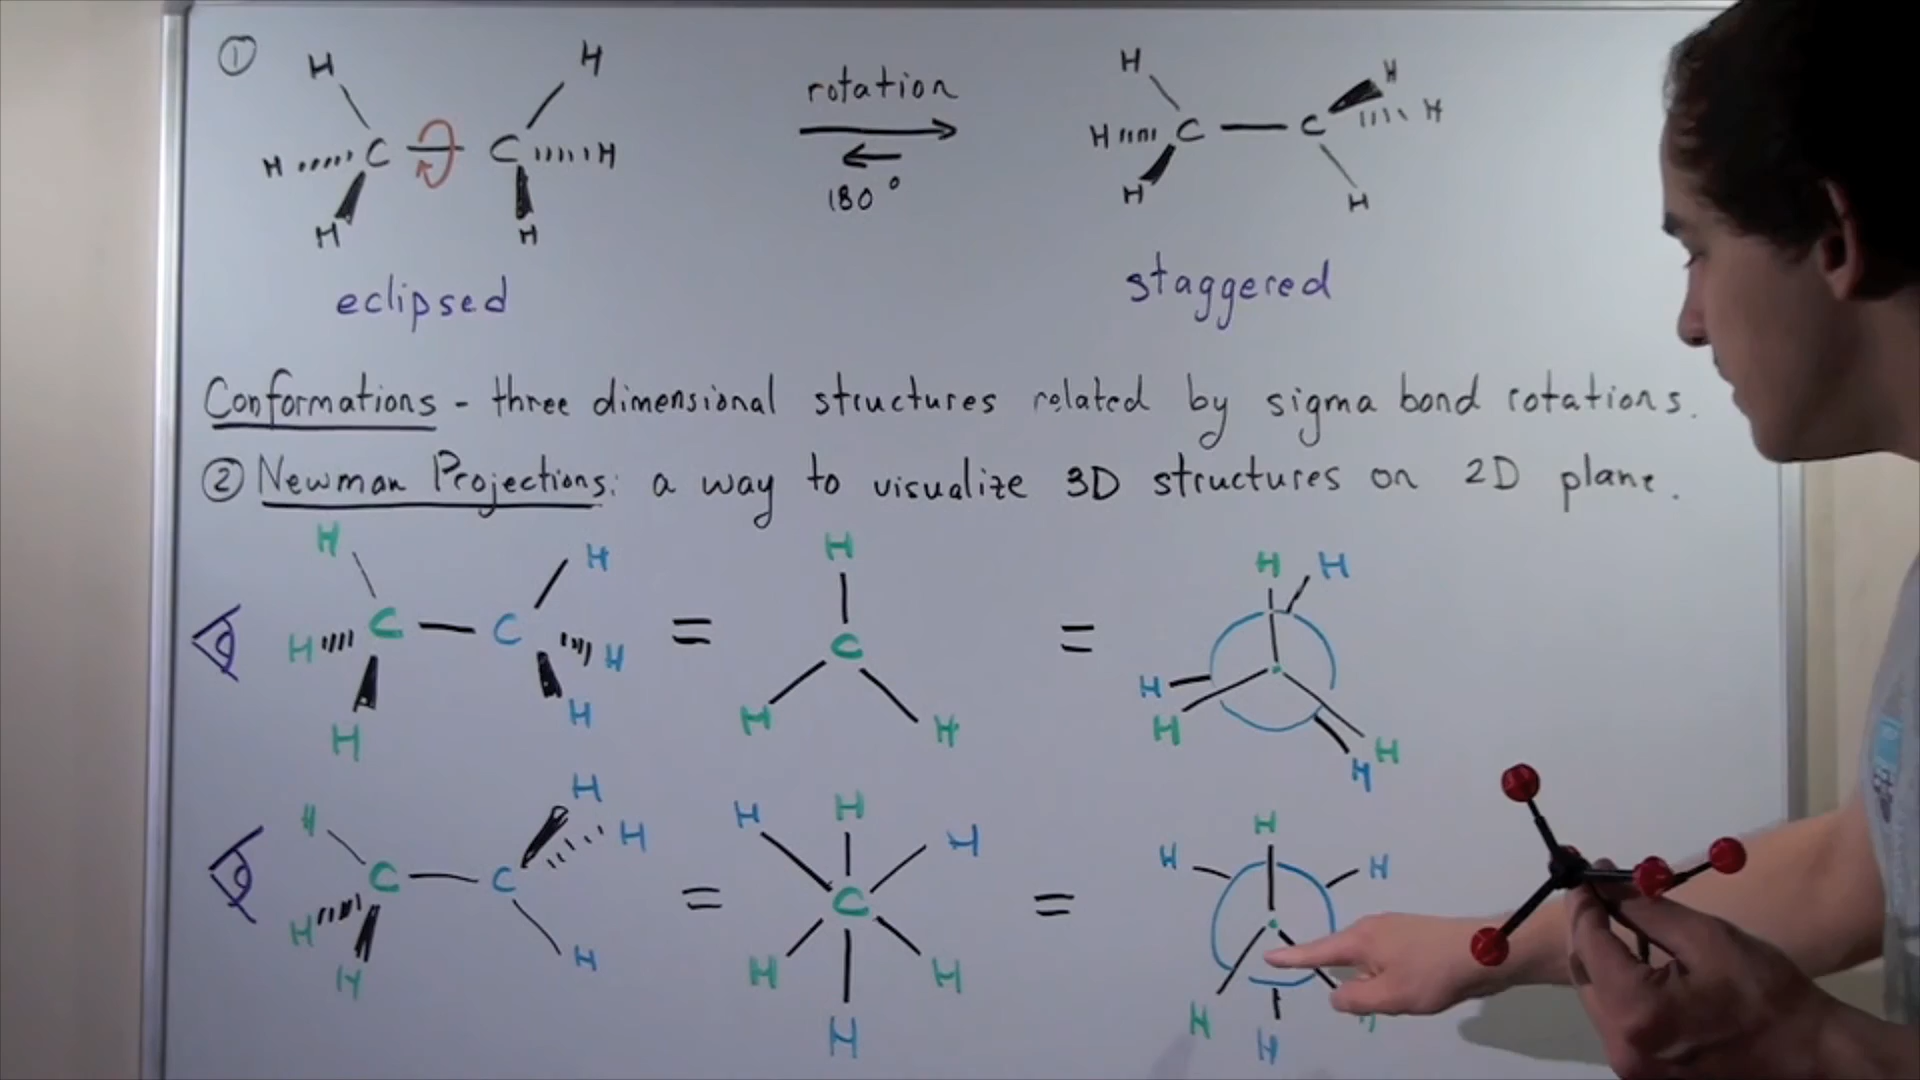 ①
H H rotation H H
H C C H 180° H C C H H
H H H H
eclipsed staggered
Conformations - three dimensional structures related by sigma bond rotations.
② Newman Projections: a way to visualize 3D structures on 2D plane.
H H H H H
H C C H = C = H
H H H H H H H
H H H H H
H C C H = H C H = H H
H H H H H H
H H